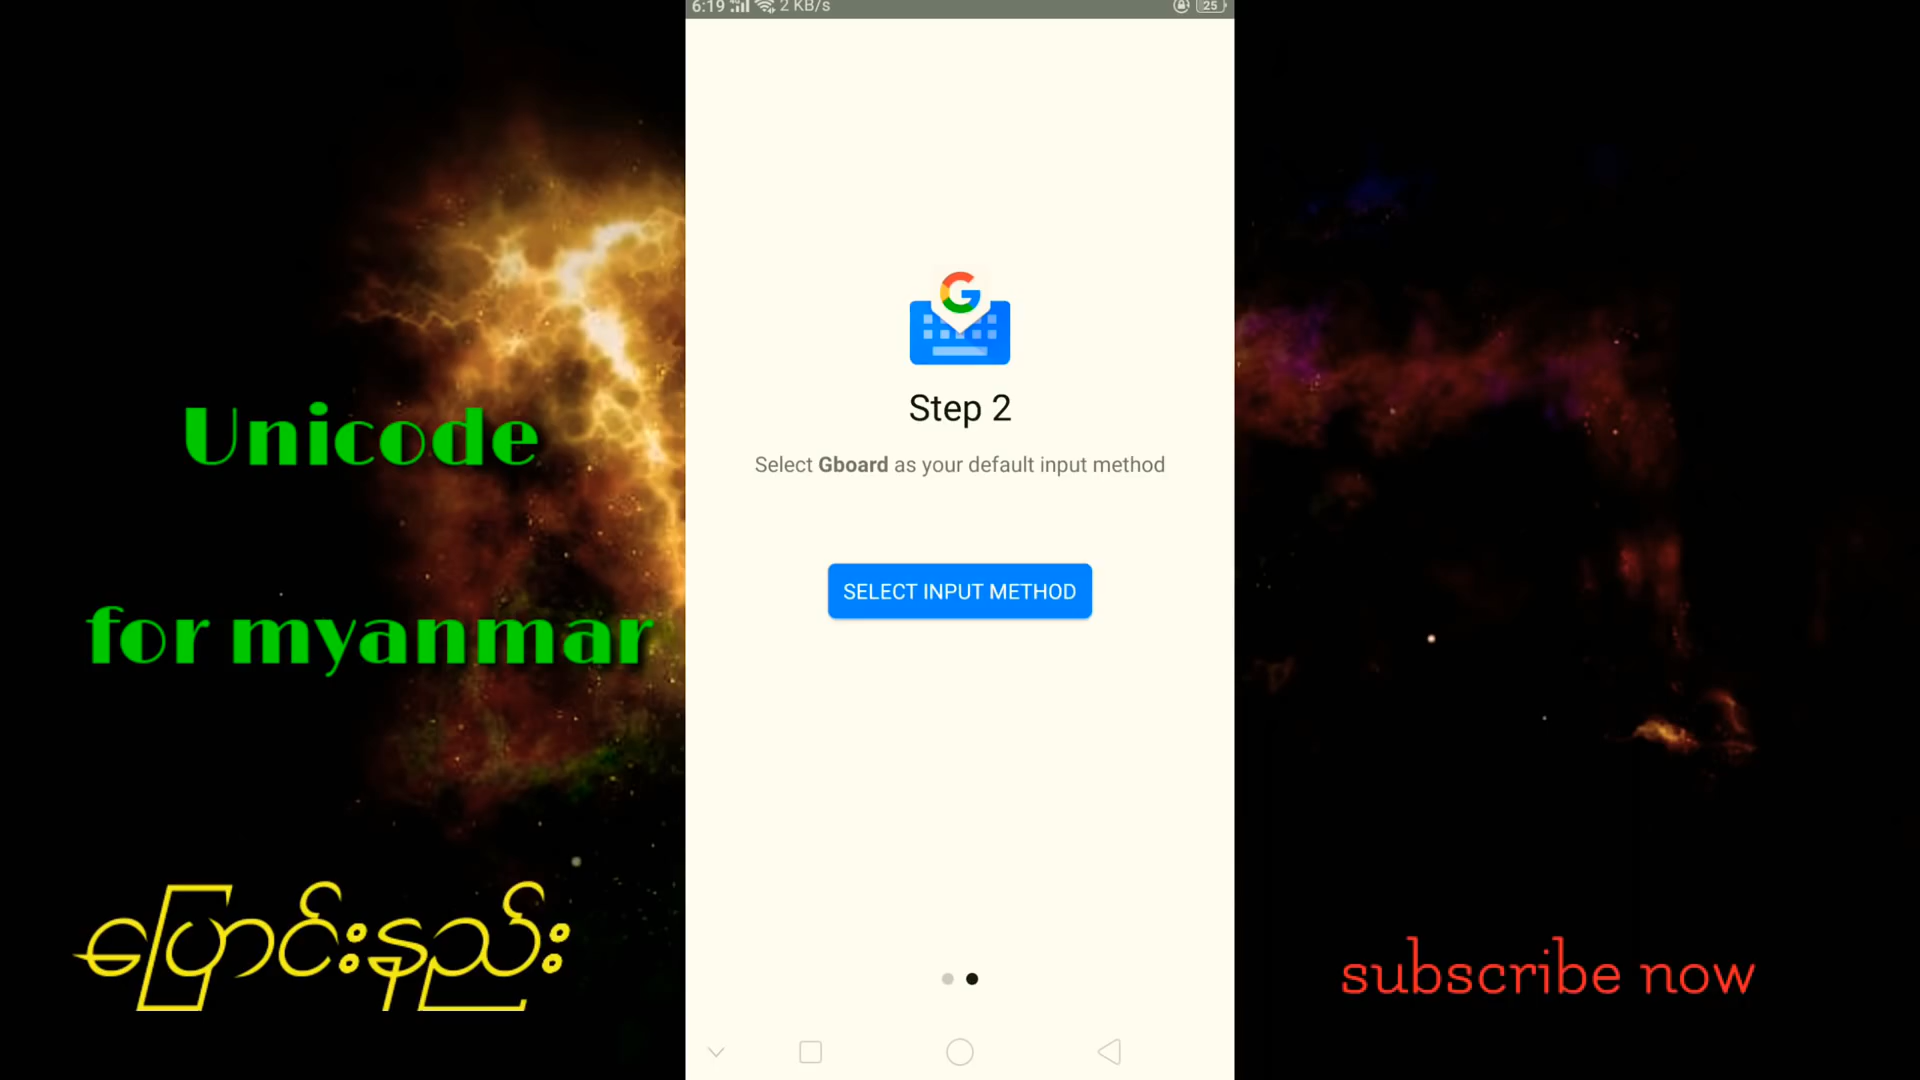 6:19 2 KB/s 25
Step 2
Select Gboard as your default input method
SELECT INPUT METHOD
Unicode
for myanmar
ပြောင်းနည်း
subscribe now